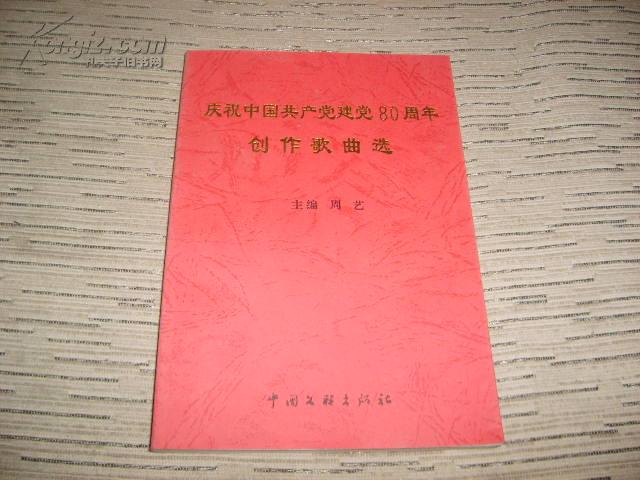 Kongfz.com
孔夫子旧书网
庆祝中国共产党建党80周年
创作歌曲选
主编 周艺
中国文联出版社